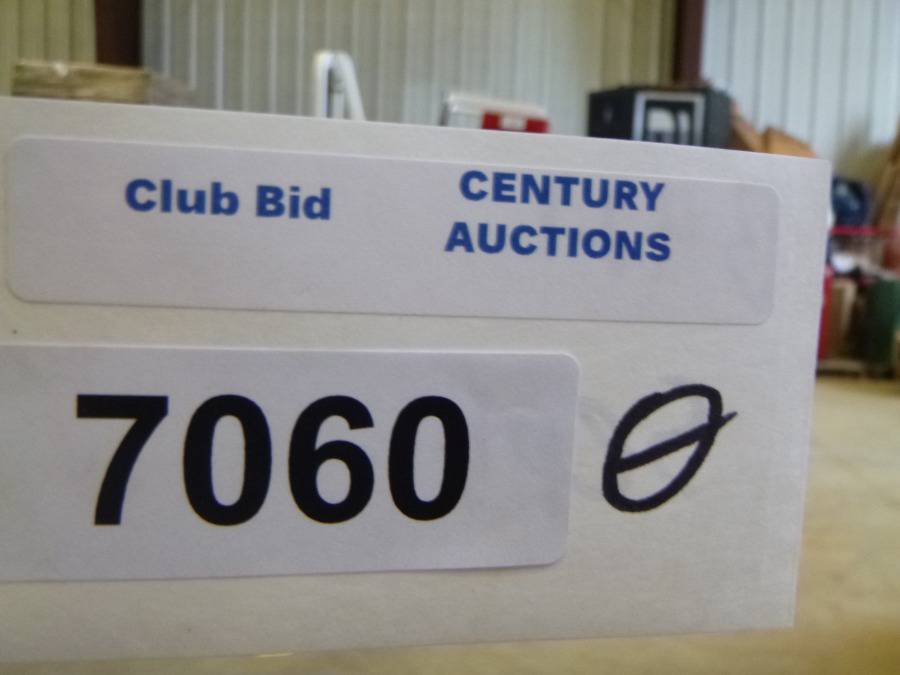 Club Bid
CENTURY
AUCTIONS
7060